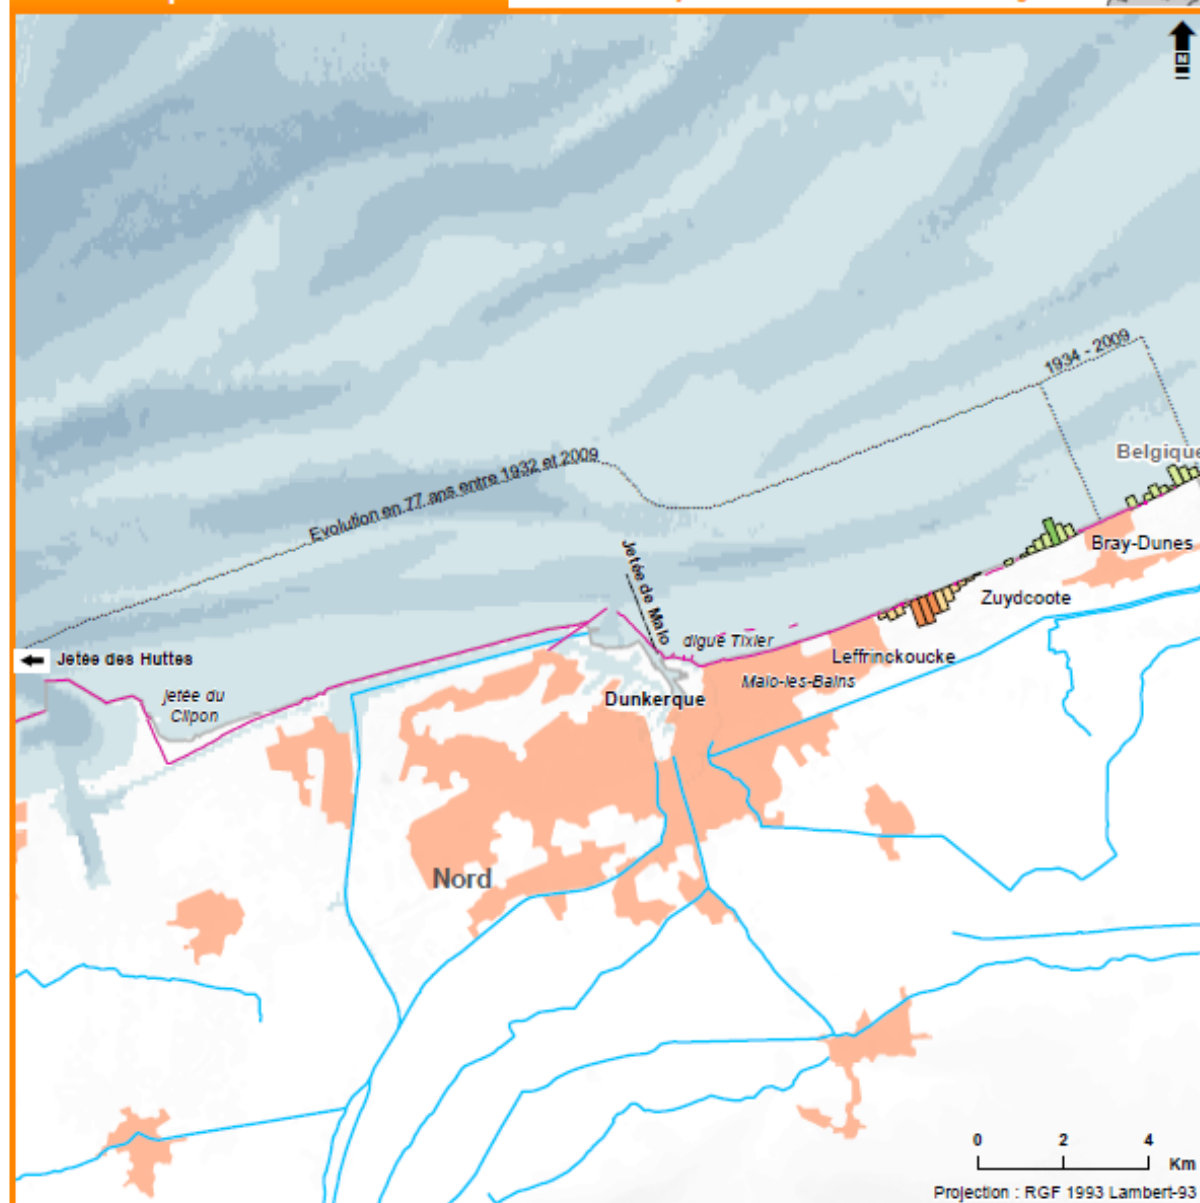 N
1934 - 2009
Belgique
Evolution en 77 ans entre 1932 et 2009
Bray-Dunes
Jetée de Malo
Zuydcoote
digue Tixier
Jetée des Huttes
Leffrinckoucke
Malo-les-Bains
jetée du
Clipon
Dunkerque
Nord
0 2 4
Km
Projection : RGF 1993 Lambert-93